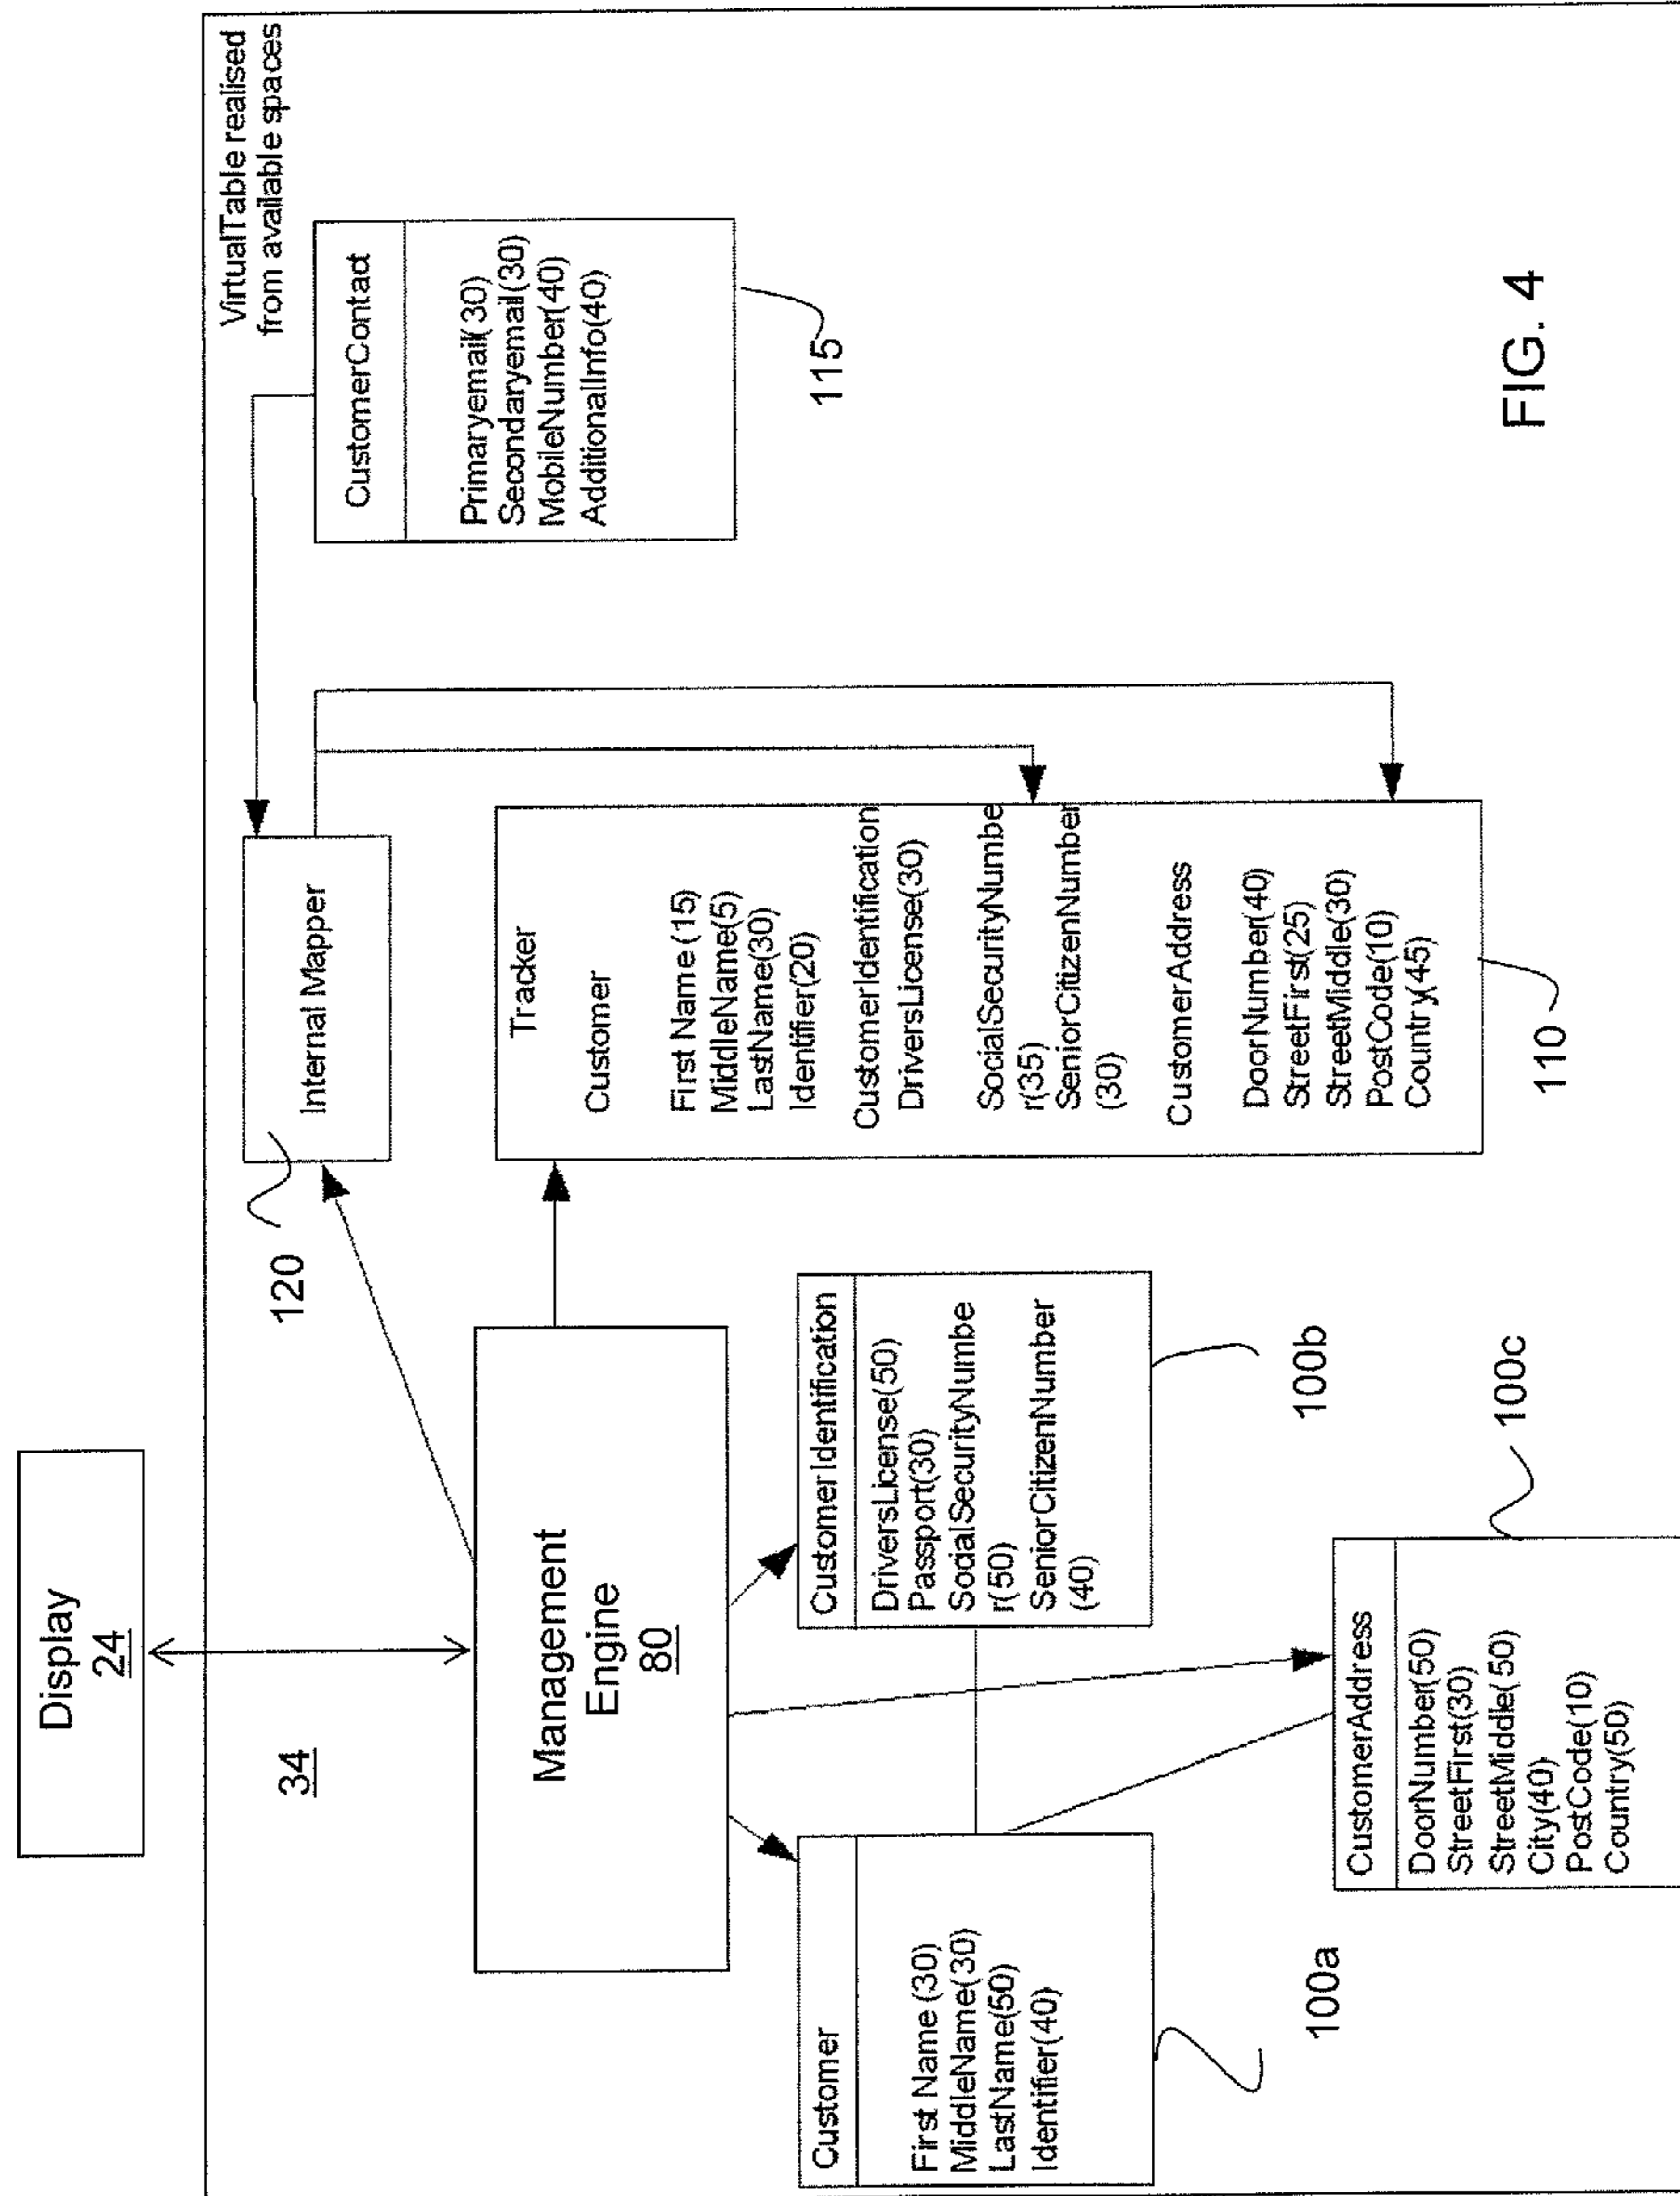 Display
24
34
VirtualTable realised
from available spaces
Management
Engine
80
120
Internal Mapper
CustomerContact
Primaryemail(30)
Secondaryemail(30)
MobileNumber(40)
AdditionalInfo(40)
115
Tracker
Customer
First Name (15)
MiddleName(5)
LastName(30)
Identifier(20)
CustomerIdentification
DriversLicense(30)
SocialSecurityNumbe
r(35)
SeniorCitizenNumber
(30)
CustomerAddress
DoorNumber(40)
StreetFirst(25)
StreetMiddle(30)
PostCode(10)
Country(45)
110
Customer
First Name (30)
MiddleName(30)
LastName(50)
Identifier(40)
100a
CustomerIdentification
DriversLicense(50)
Passport(30)
SocialSecurityNumbe
r(50)
SeniorCitizenNumber
(40)
100b
CustomerAddress
DoorNumber(50)
StreetFirst(30)
StreetMiddle(50)
City(40)
PostCode(10)
Country(50)
100c
FIG. 4